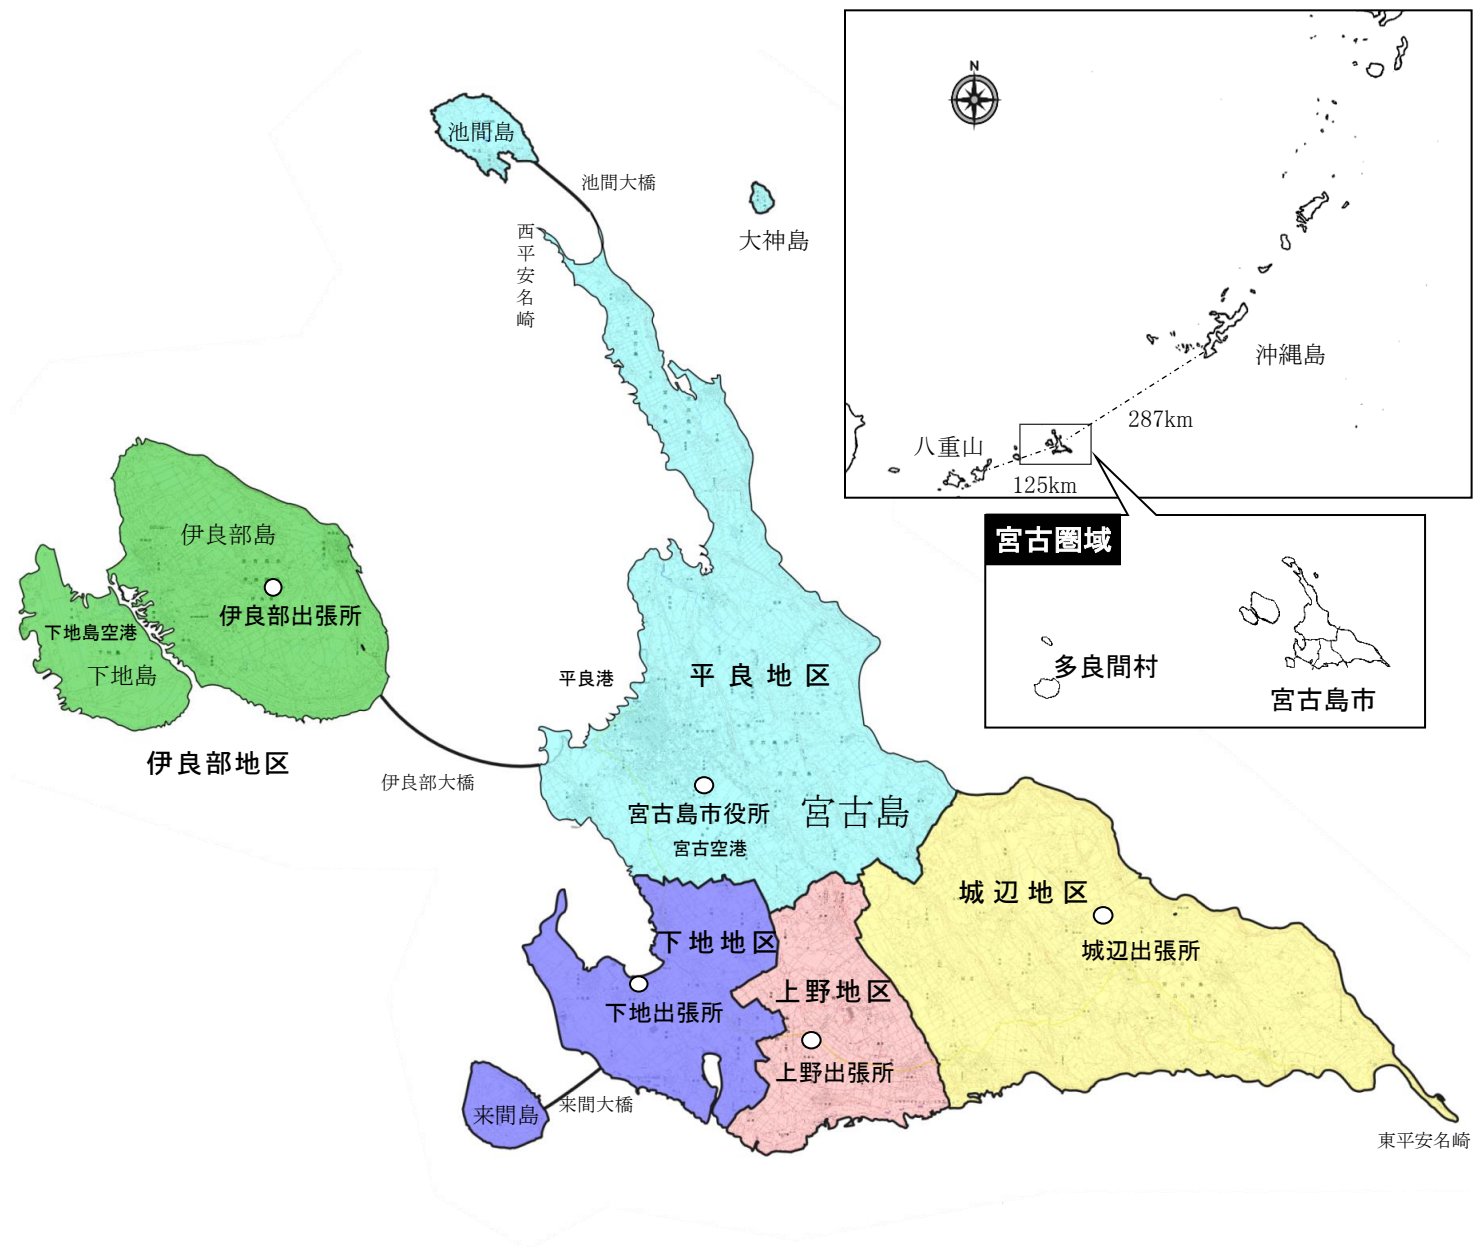 池間島
池間大橋
大神島
西平安名崎
N
沖縄島
287km
八重山
125km
宮古圏域
多良間村
宮古島市
伊良部島
伊良部出張所
下地島空港
下地島
伊良部地区
伊良部大橋
平良港
平良地区
宮古島市役所
宮古島
宮古空港
城辺地区
城辺出張所
下地地区
下地出張所
上野地区
上野出張所
来間島
来間大橋
東平安名崎